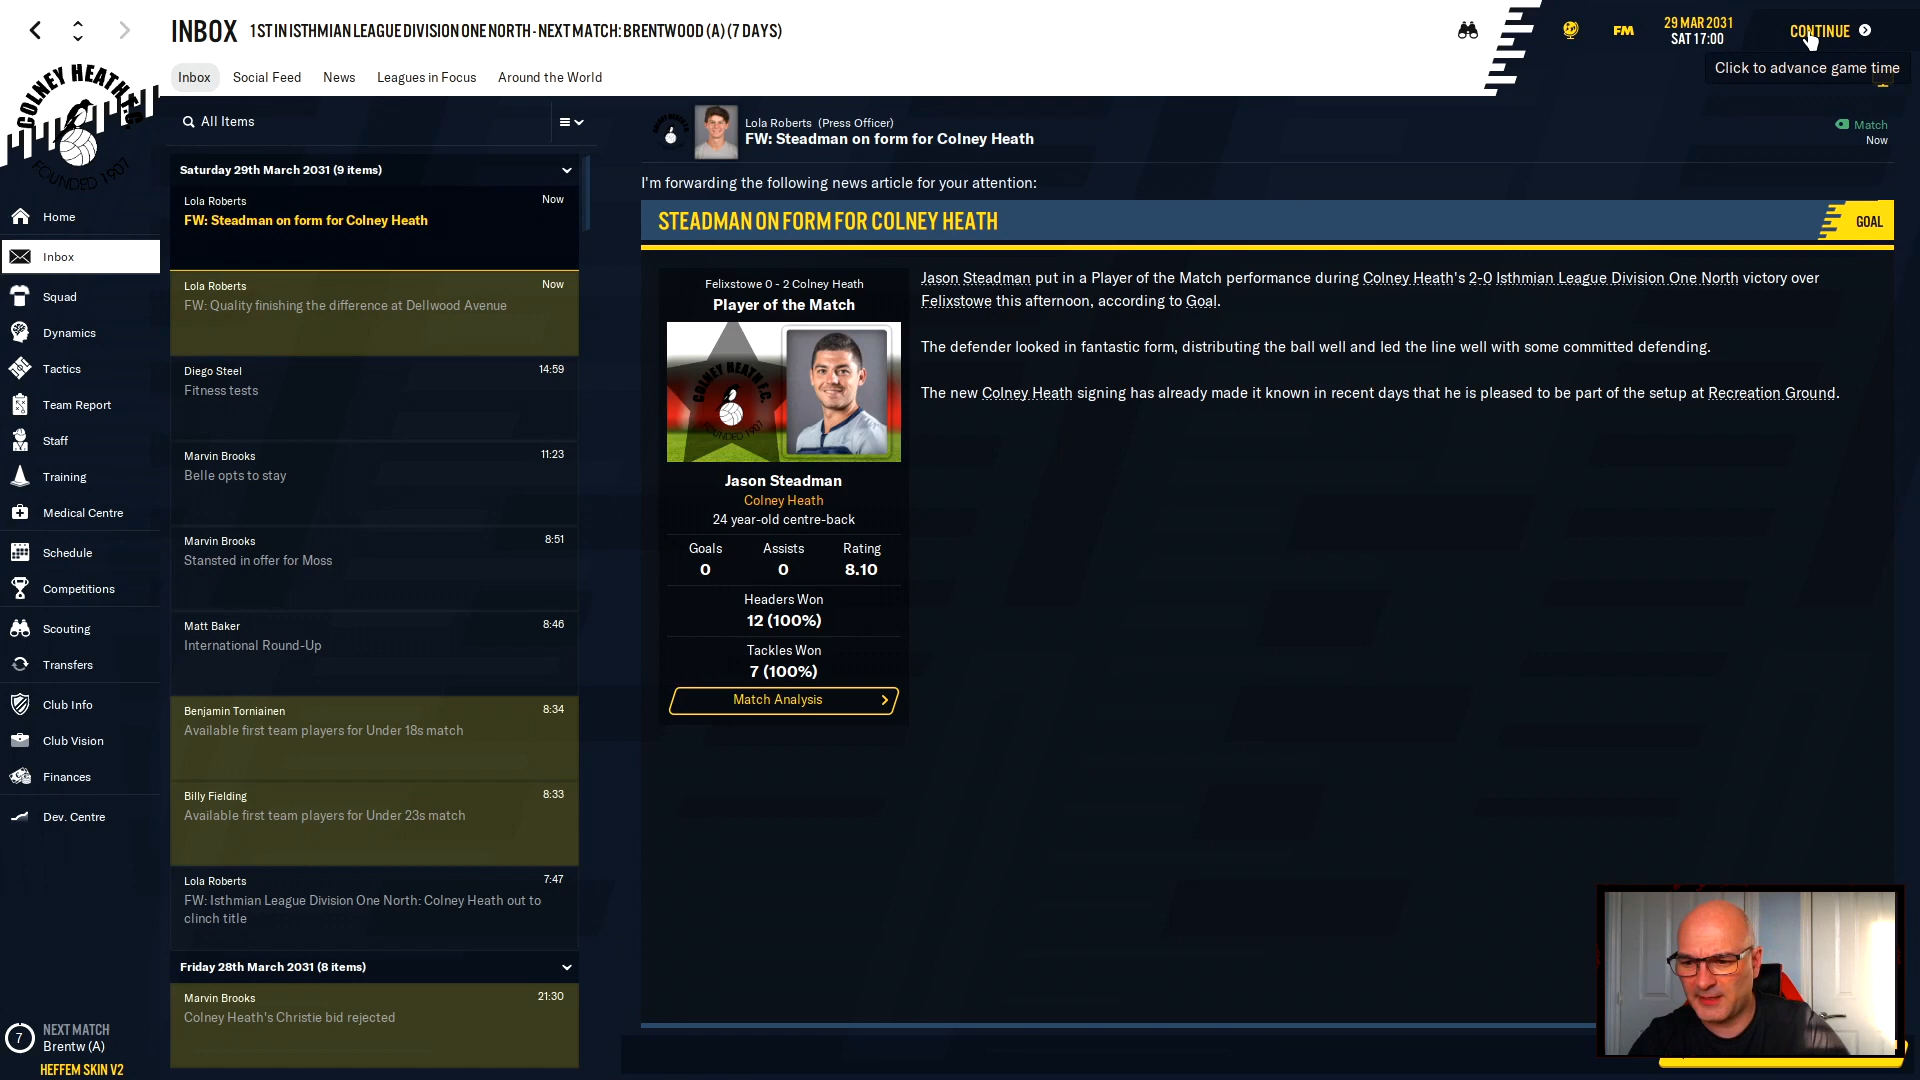 INBOX
1ST IN ISTHMIAN LEAGUE DIVISION ONE NORTH - NEXT MATCH: BRENTWOOD (A) (7 DAYS)
FM
29 MAR 2031
SAT 17:00
CONTINUE
Click to advance game time
Inbox
Social Feed
News
Leagues in Focus
Around the World
COLNEY HEATH F.C.
FOUNDED 1907
Home
Inbox
Squad
Dynamics
Tactics
Team Report
Staff
Training
Medical Centre
Schedule
Competitions
Scouting
Transfers
Club Info
Club Vision
Finances
Dev. Centre
7
NEXT MATCH
Brentw (A)
HEFFEM SKIN V2
All Items
Saturday 29th March 2031 (9 items)
Lola Roberts
Now
FW: Steadman on form for Colney Heath
Lola Roberts
Now
FW: Quality finishing the difference at Dellwood Avenue
Diego Steel
14:59
Fitness tests
Marvin Brooks
11:23
Belle opts to stay
Marvin Brooks
8:51
Stansted in offer for Moss
Matt Baker
8:46
International Round-Up
Benjamin Torniainen
8:34
Available first team players for Under 18s match
Billy Fielding
8:33
Available first team players for Under 23s match
Lola Roberts
7:47
FW: Isthmian League Division One North: Colney Heath out to
clinch title
Friday 28th March 2031 (8 items)
Marvin Brooks
21:30
Colney Heath's Christie bid rejected
Lola Roberts (Press Officer)
FW: Steadman on form for Colney Heath
Match
Now
I'm forwarding the following news article for your attention:
STEADMAN ON FORM FOR COLNEY HEATH
GOAL
Felixstowe 0 - 2 Colney Heath
Player of the Match
COLNEY HEATH F.C.
FOUNDED 1907
Jason Steadman
Colney Heath
24 year-old centre-back
Goals
Assists
Rating
0
0
8.10
Headers Won
12 (100%)
Tackles Won
7 (100%)
Match Analysis
Jason Steadman put in a Player of the Match performance during Colney Heath's 2-0 Isthmian League Division One North victory over
Felixstowe this afternoon, according to Goal.
The defender looked in fantastic form, distributing the ball well and led the line well with some committed defending.
The new Colney Heath signing has already made it known in recent days that he is pleased to be part of the setup at Recreation Ground.